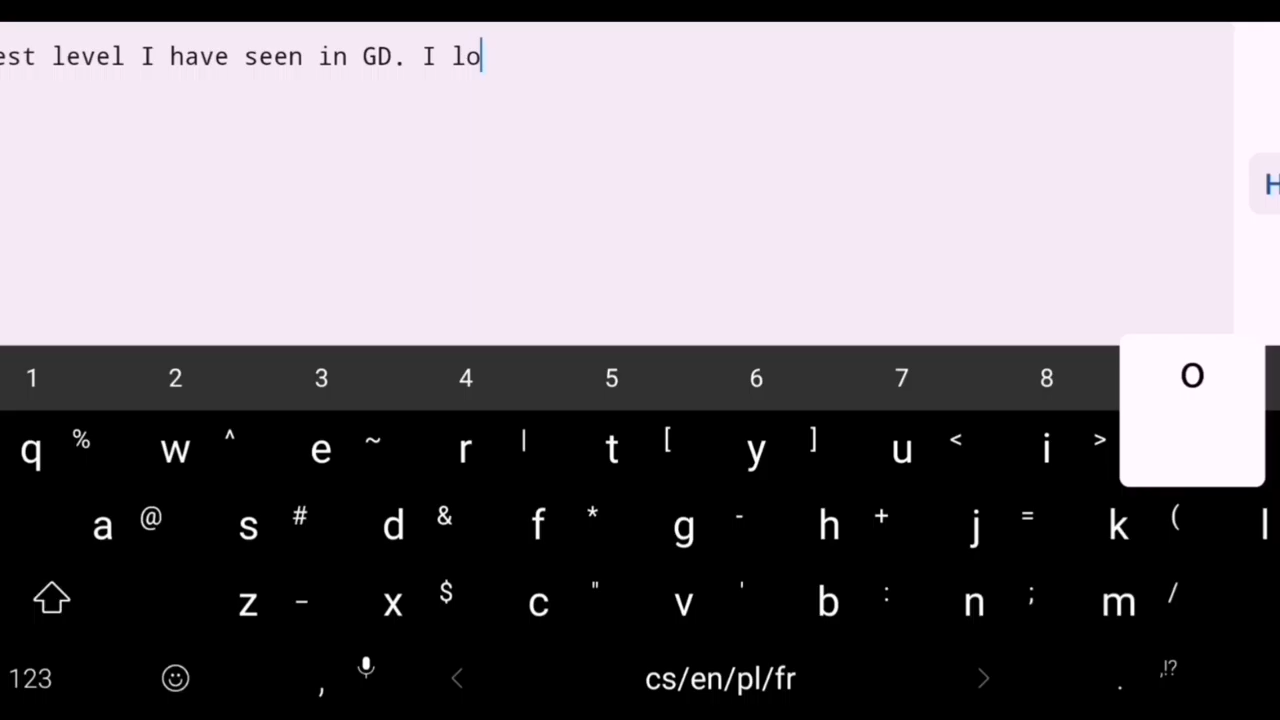 est level I have seen in GD. I lo
H
1 2 3 4 5 6 7 8
O
q % w ^ e ~ r | t [ y ] u < i >
a @ s # d & f * g - h + j = k ( l
z _ x $ c " v ' b : n ; m /
123 , < cs/en/pl/fr > . ,!?